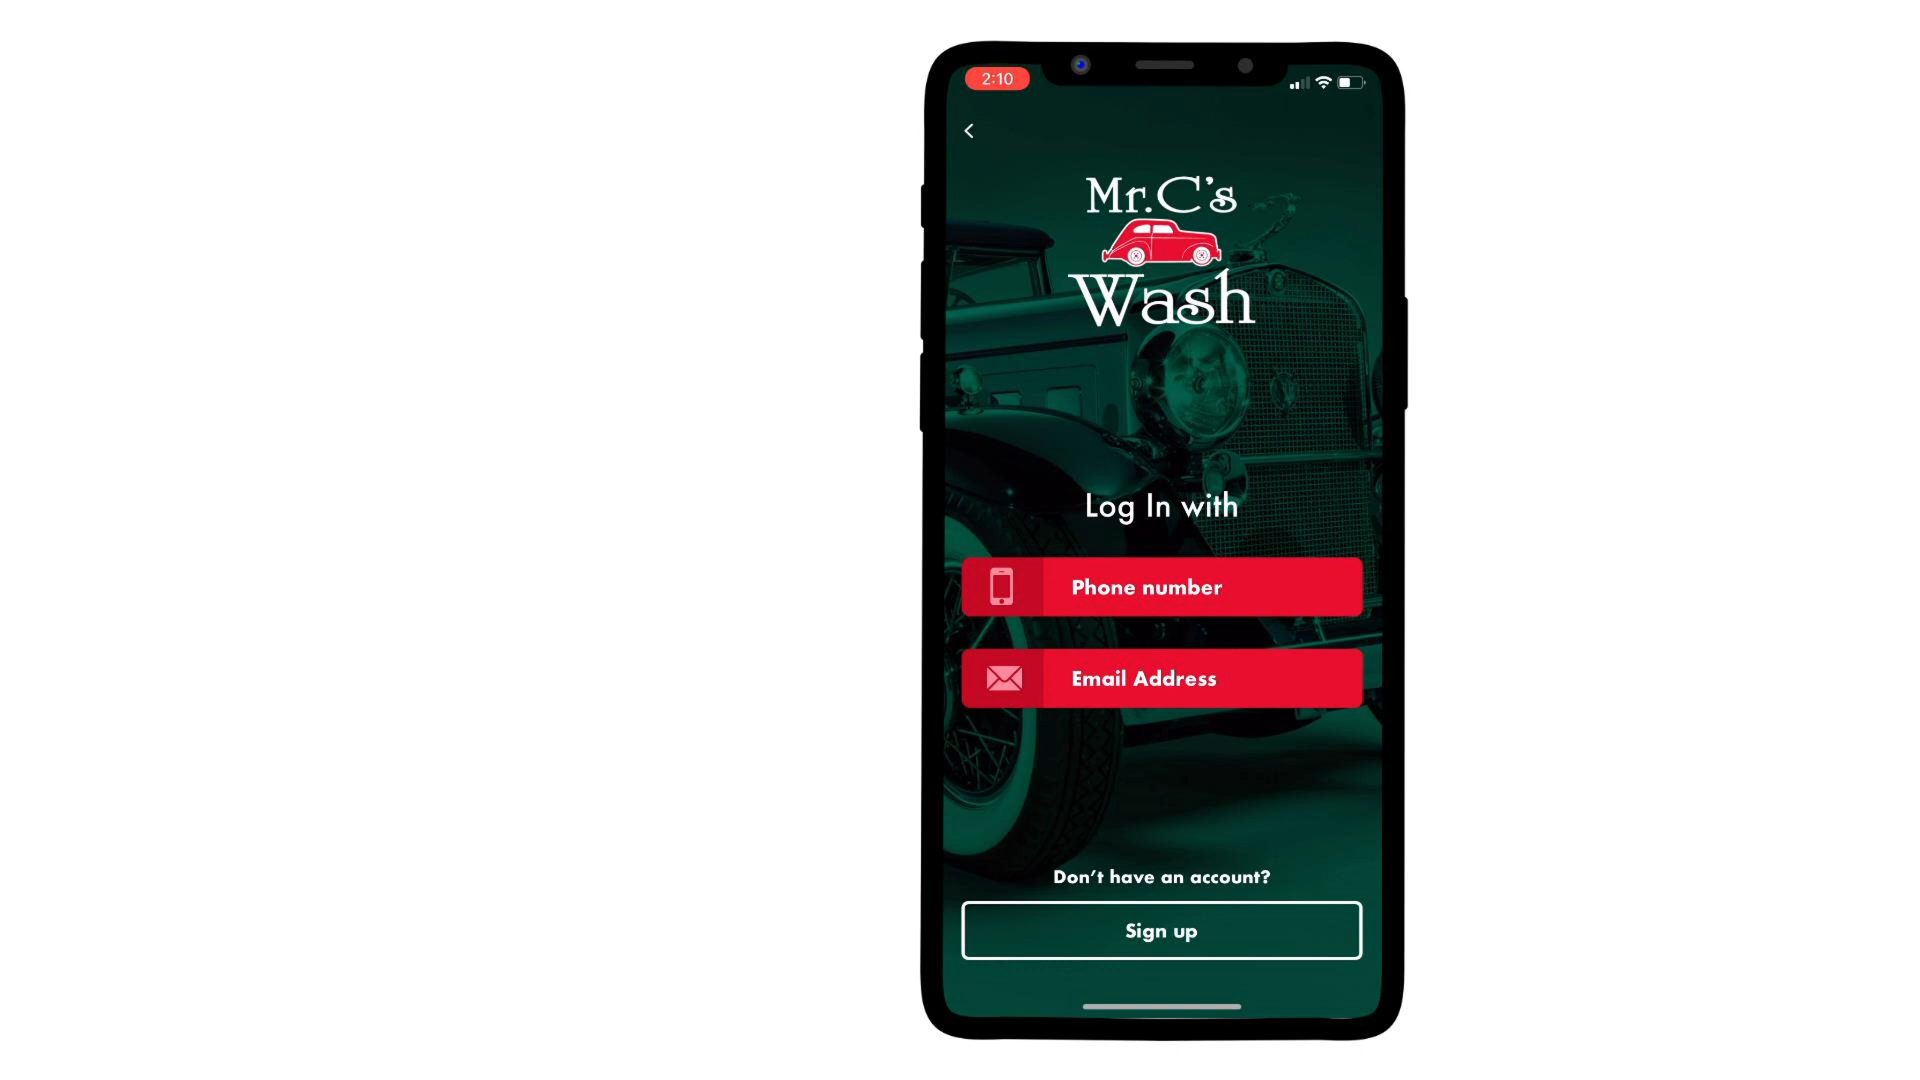 2:10
Mr. C's
Wash
Log In with
Phone number
Email Address
Don't have an account?
Sign up